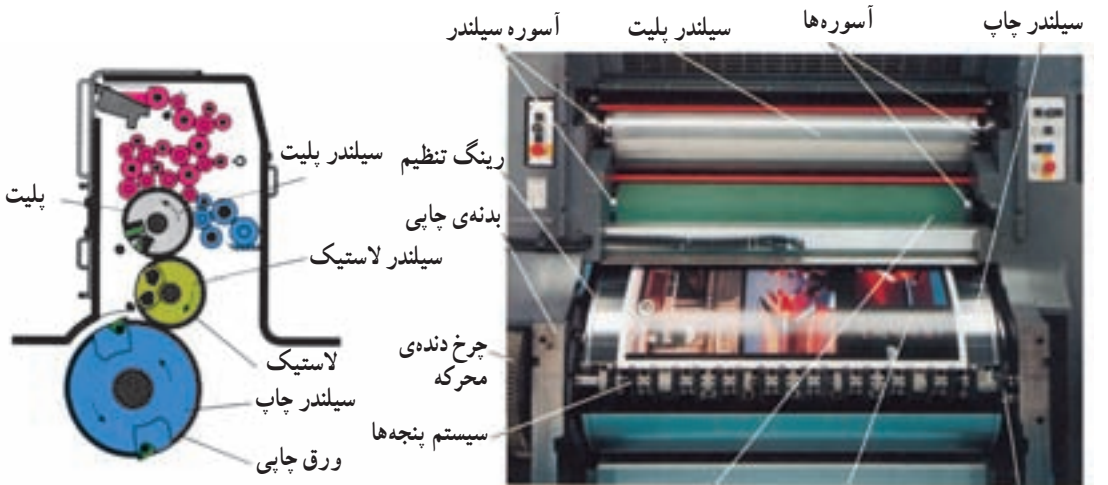 سیلندر چاپ
آسوره‌ها
سیلندر پلیت
آسوره سیلندر
رینگ تنظیم
بدنه‌ی چاپی
چرخ دنده‌ی
محرکه
سیستم پنجه‌ها
سیلندر پلیت
پلیت
سیلندر لاستیک
لاستیک
سیلندر چاپ
ورق چاپی